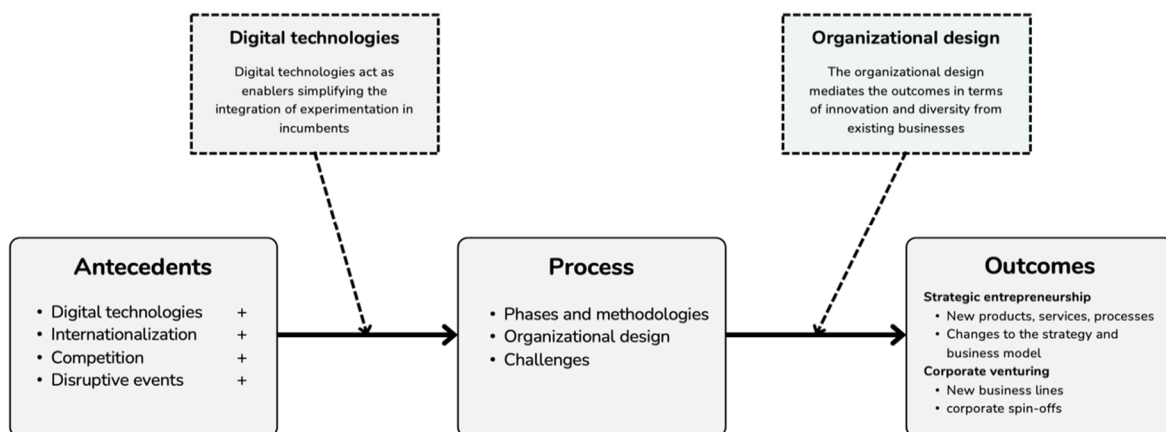 Digital technologies
Digital technologies act as
enablers simplifying the
integration of experimentation in
incumbents
Organizational design
The organizational design
mediates the outcomes in terms
of innovation and diversity from
existing businesses
Antecedents
• Digital technologies +
• Internationalization +
• Competition +
• Disruptive events +
Process
• Phases and methodologies
• Organizational design
• Challenges
Outcomes
Strategic entrepreneurship
• New products, services, processes
• Changes to the strategy and
business model
Corporate venturing
• New business lines
• corporate spin-offs